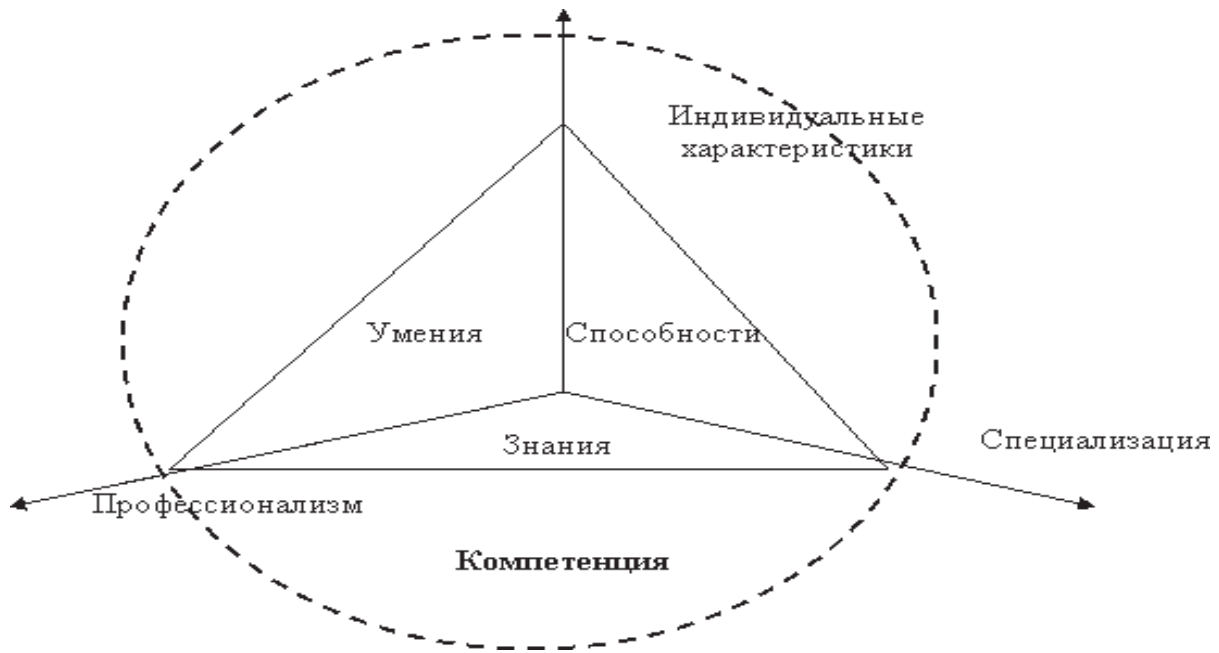 Индивидуальные
характеристики
Умения
Способности
Знания
Специализация
Профессионализм
Компетенция